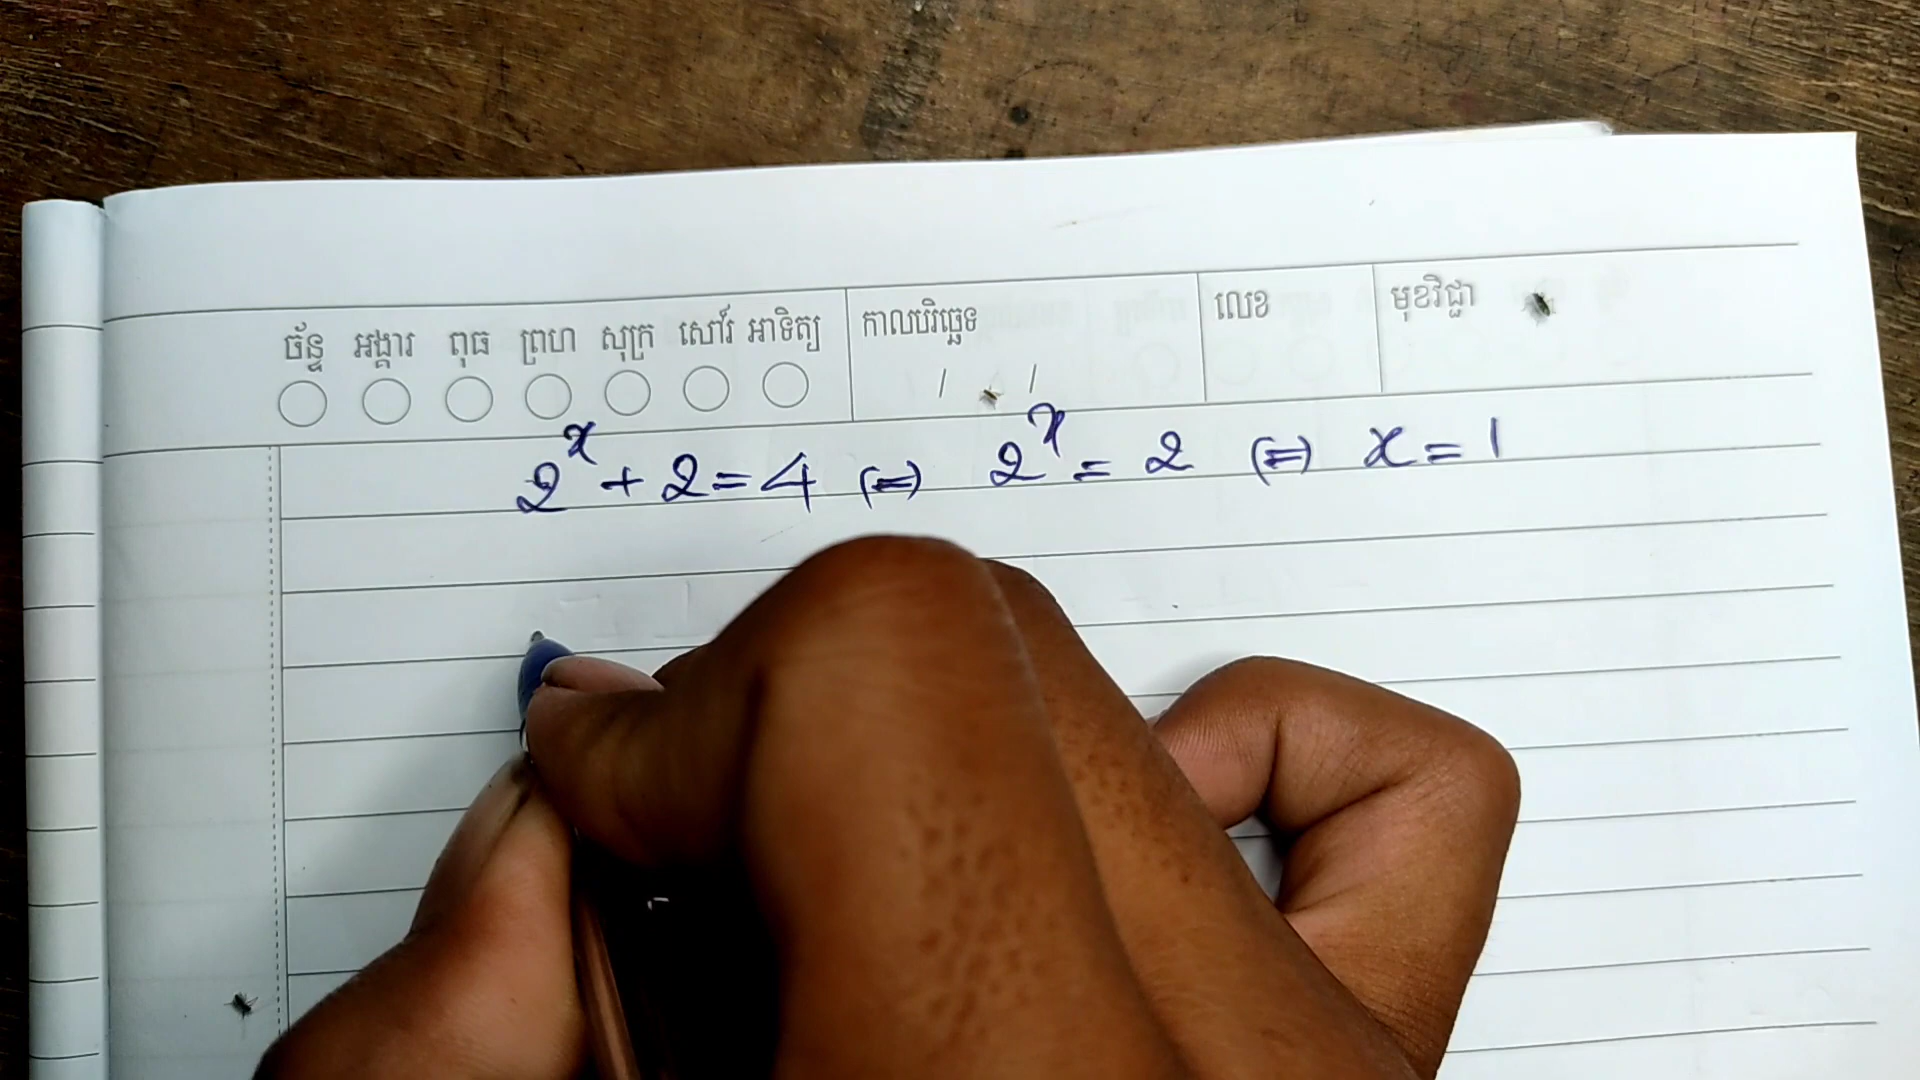 ច័ន្ទ អង្គារ ពុធ ព្រហ សុក្រ សៅរ៍ អាទិត្យ កាលបរិច្ឆេទ លេខ មុខវិជ្ជា
/ /
2^x + 2 = 4 (=) 2^x = 2 (=) x = 1